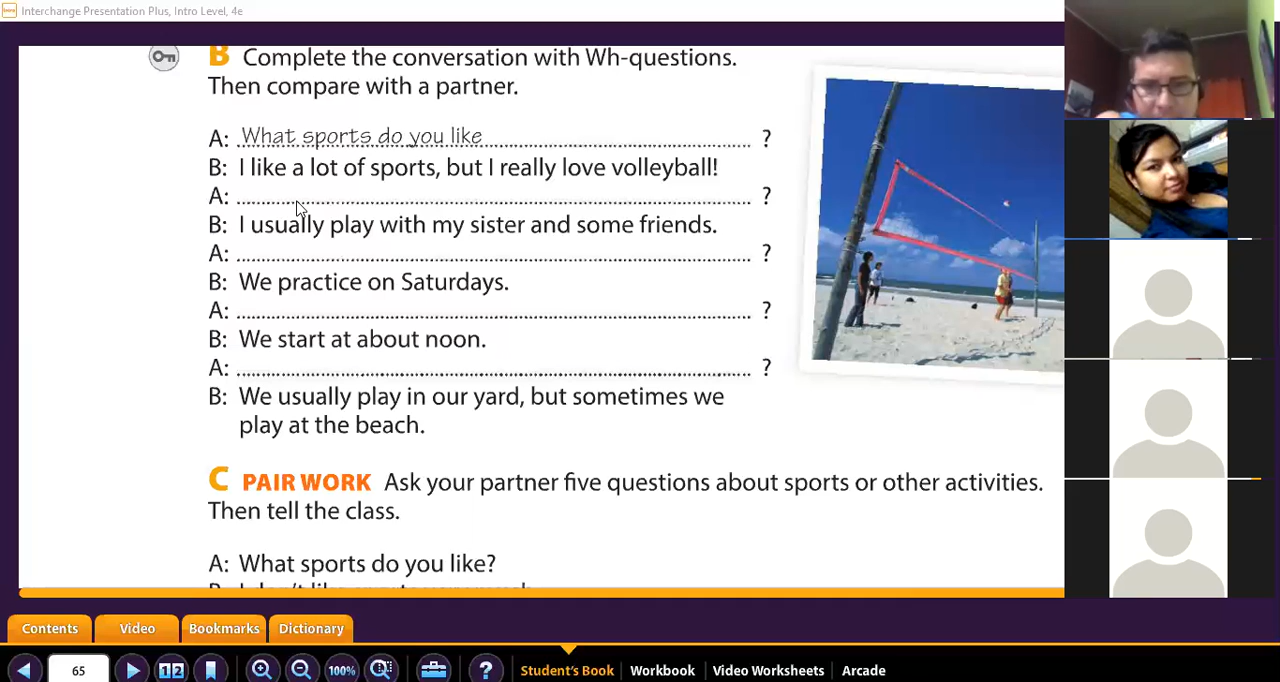 Interchange Presentation Plus, Intro Level, 4e
B Complete the conversation with Wh-questions.
Then compare with a partner.
A: What sports do you like ?
B: I like a lot of sports, but I really love volleyball!
A: ?
B: I usually play with my sister and some friends.
A: ?
B: We practice on Saturdays.
A: ?
B: We start at about noon.
A: ?
B: We usually play in our yard, but sometimes we
play at the beach.
C PAIR WORK Ask your partner five questions about sports or other activities.
Then tell the class.
A: What sports do you like?
Contents Video Bookmarks Dictionary
65 1 2 100% ? Student's Book Workbook Video Worksheets Arcade